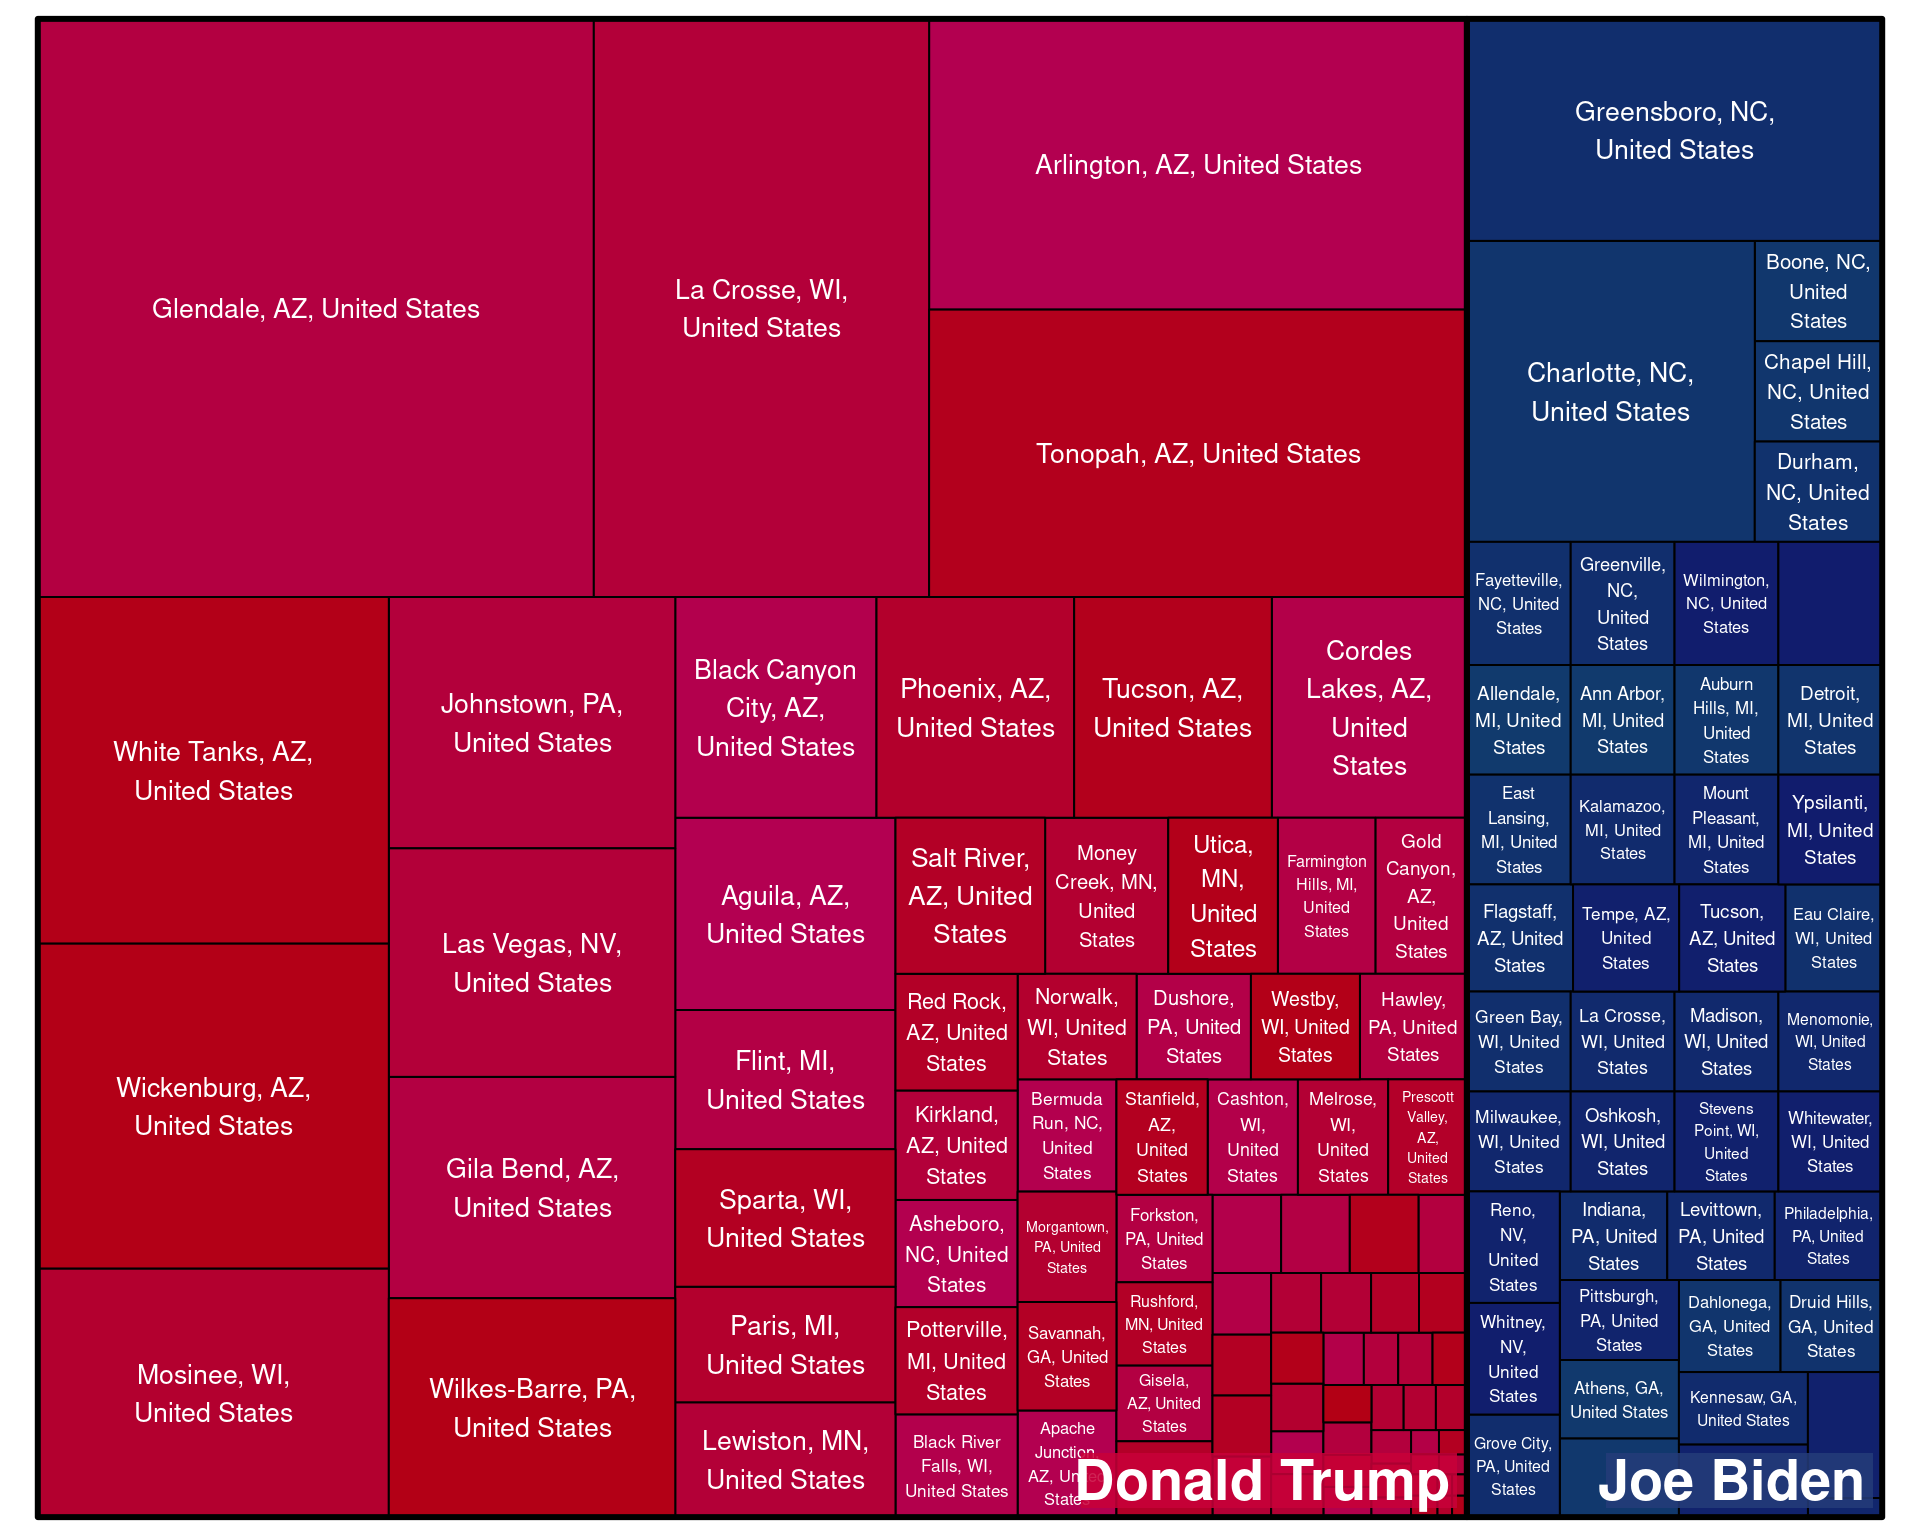 Glendale, AZ, United States
La Crosse, WI,
United States
Arlington, AZ, United States
Tonopah, AZ, United States
White Tanks, AZ,
United States
Wickenburg, AZ,
United States
Mosinee, WI,
United States
Johnstown, PA,
United States
Las Vegas, NV,
United States
Gila Bend, AZ,
United States
Wilkes-Barre, PA,
United States
Black Canyon
City, AZ,
United States
Phoenix, AZ,
United States
Tucson, AZ,
United States
Cordes
Lakes, AZ,
United
States
Aguila, AZ,
United States
Flint, MI,
United States
Sparta, WI,
United States
Paris, MI,
United States
Lewiston, MN,
United States
Salt River,
AZ, United
States
Money
Creek, MN,
United
States
Utica,
MN,
United
States
Farmington
Hills, MI,
United
States
Gold
Canyon,
AZ,
United
States
Red Rock,
AZ, United
States
Kirkland,
AZ, United
States
Asheboro,
NC, United
States
Potterville,
MI, United
States
Black River
Falls, WI,
United States
Norwalk,
WI, United
States
Dushore,
PA, United
States
Westby,
WI, United
States
Hawley,
PA, United
States
Bermuda
Run, NC,
United
States
Morgantown,
PA, United
States
Savannah,
GA, United
States
Apache
Junction,
AZ, United
States
Stanfield,
AZ,
United
States
Cashton,
WI,
United
States
Melrose,
WI,
United
States
Prescott
Valley,
AZ,
United
States
Forkston,
PA, United
States
Rushford,
MN, United
States
Gisela,
AZ, United
States
Donald Trump
Greensboro, NC,
United States
Charlotte, NC,
United States
Boone, NC,
United
States
Chapel Hill,
NC, United
States
Durham,
NC, United
States
Fayetteville,
NC, United
States
Greenville,
NC,
United
States
Wilmington,
NC, United
States
Allendale,
MI, United
States
Ann Arbor,
MI, United
States
Auburn
Hills, MI,
United
States
Detroit,
MI, United
States
East
Lansing,
MI, United
States
Kalamazoo,
MI, United
States
Mount
Pleasant,
MI, United
States
Ypsilanti,
MI, United
States
Flagstaff,
AZ, United
States
Tempe, AZ,
United
States
Tucson,
AZ, United
States
Eau Claire,
WI, United
States
Green Bay,
WI, United
States
La Crosse,
WI, United
States
Madison,
WI, United
States
Menomonie,
WI, United
States
Milwaukee,
WI, United
States
Oshkosh,
WI, United
States
Stevens
Point, WI,
United
States
Whitewater,
WI, United
States
Reno,
NV,
United
States
Whitney,
NV,
United
States
Grove City,
PA, United
States
Indiana,
PA, United
States
Levittown,
PA, United
States
Philadelphia,
PA, United
States
Pittsburgh,
PA, United
States
Athens, GA,
United States
Dahlonega,
GA, United
States
Druid Hills,
GA, United
States
Kennesaw, GA,
United States
Joe Biden